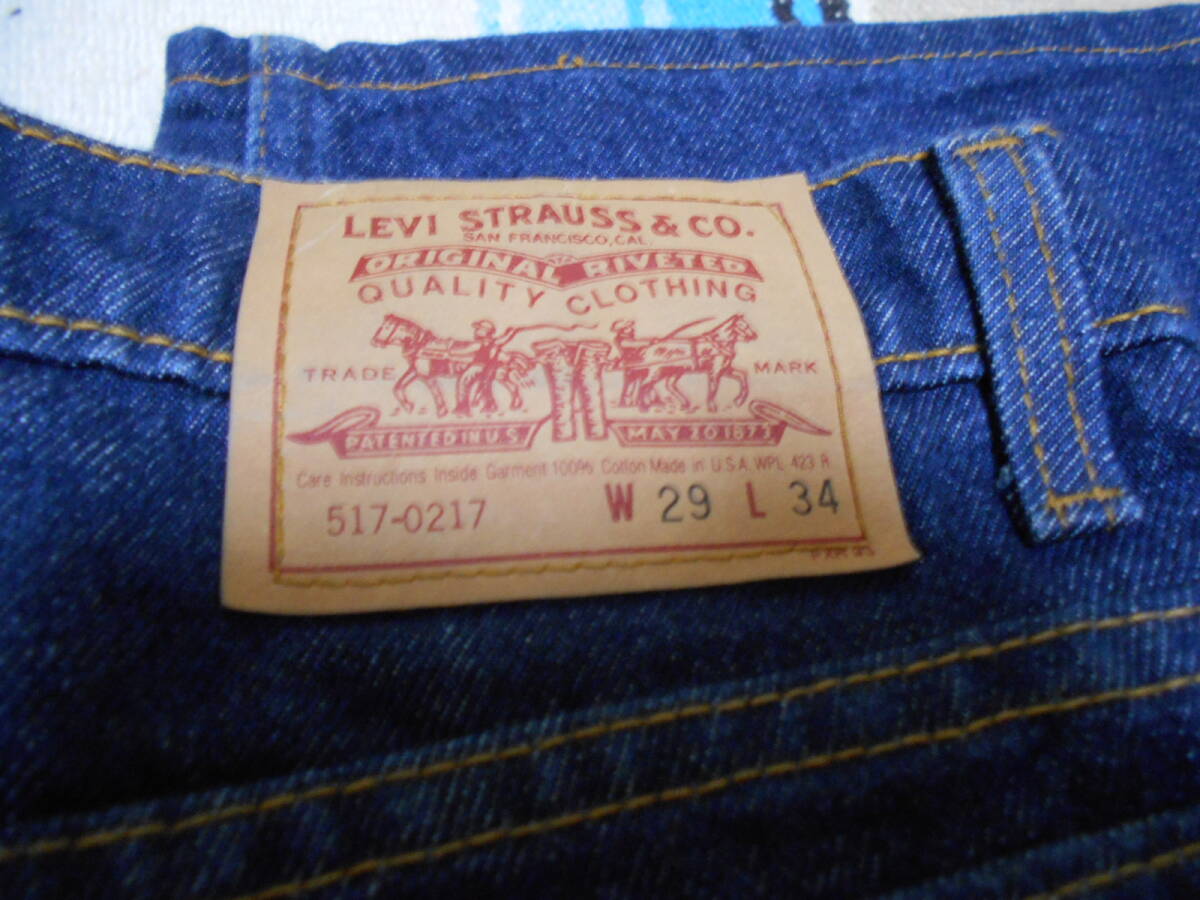 LEVI STRAUSS & CO.
SAN FRANCISCO, CAL.
ORIGINAL RIVETED
QUALITY CLOTHING
TRADE MARK
TM
PATENTED IN U.S. MAY 20 1873
Care Instructions Inside Garment 100% Cotton Made in U.S.A. WPL 423 R
517-0217 W 29 L 34